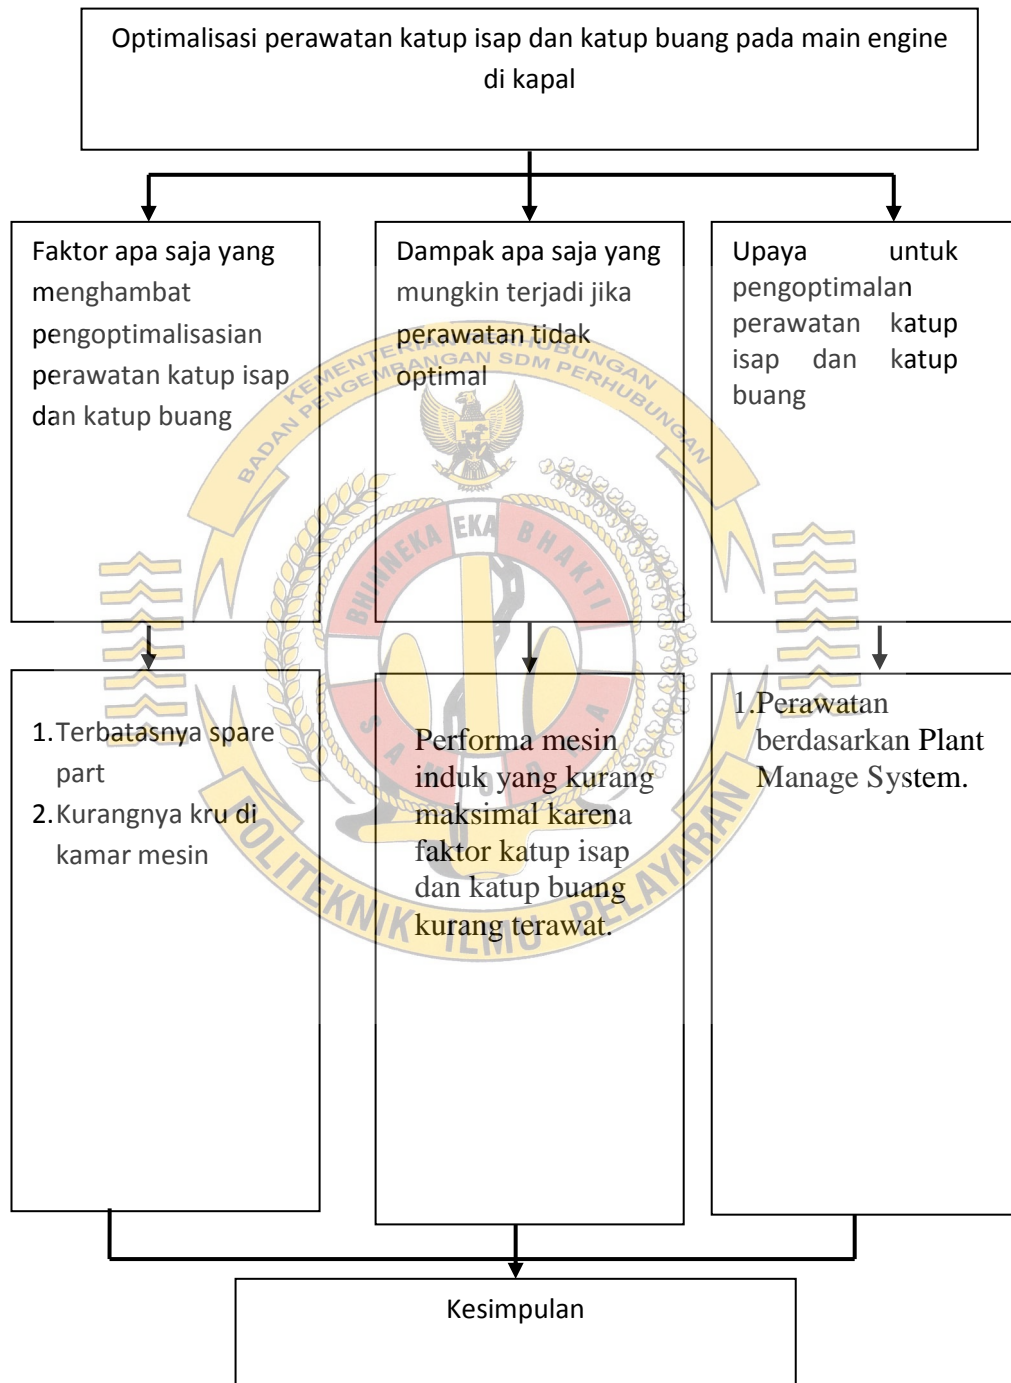 Optimalisasi perawatan katup isap dan katup buang pada main engine
di kapal
Faktor apa saja yang
menghambat
pengoptimalisasian
perawatan katup isap
dan katup buang
Dampak apa saja yang
mungkin terjadi jika
perawatan tidak
optimal
Upaya untuk
pengoptimalan
perawatan katup
isap dan katup
buang
KEMENTERIAN PERHUBUNGAN
BADAN PENGEMBANGAN SDM PERHUBUNGAN
BHINNEKA EKA BHAKTI
SAMUDRA
POLITEKNIK ILMU PELAYARAN
1.Terbatasnya spare
part
2.Kurangnya kru di
kamar mesin
Performa mesin
induk yang kurang
maksimal karena
faktor katup isap
dan katup buang
kurang terawat.
1.Perawatan
berdasarkan Plant
Manage System.
Kesimpulan